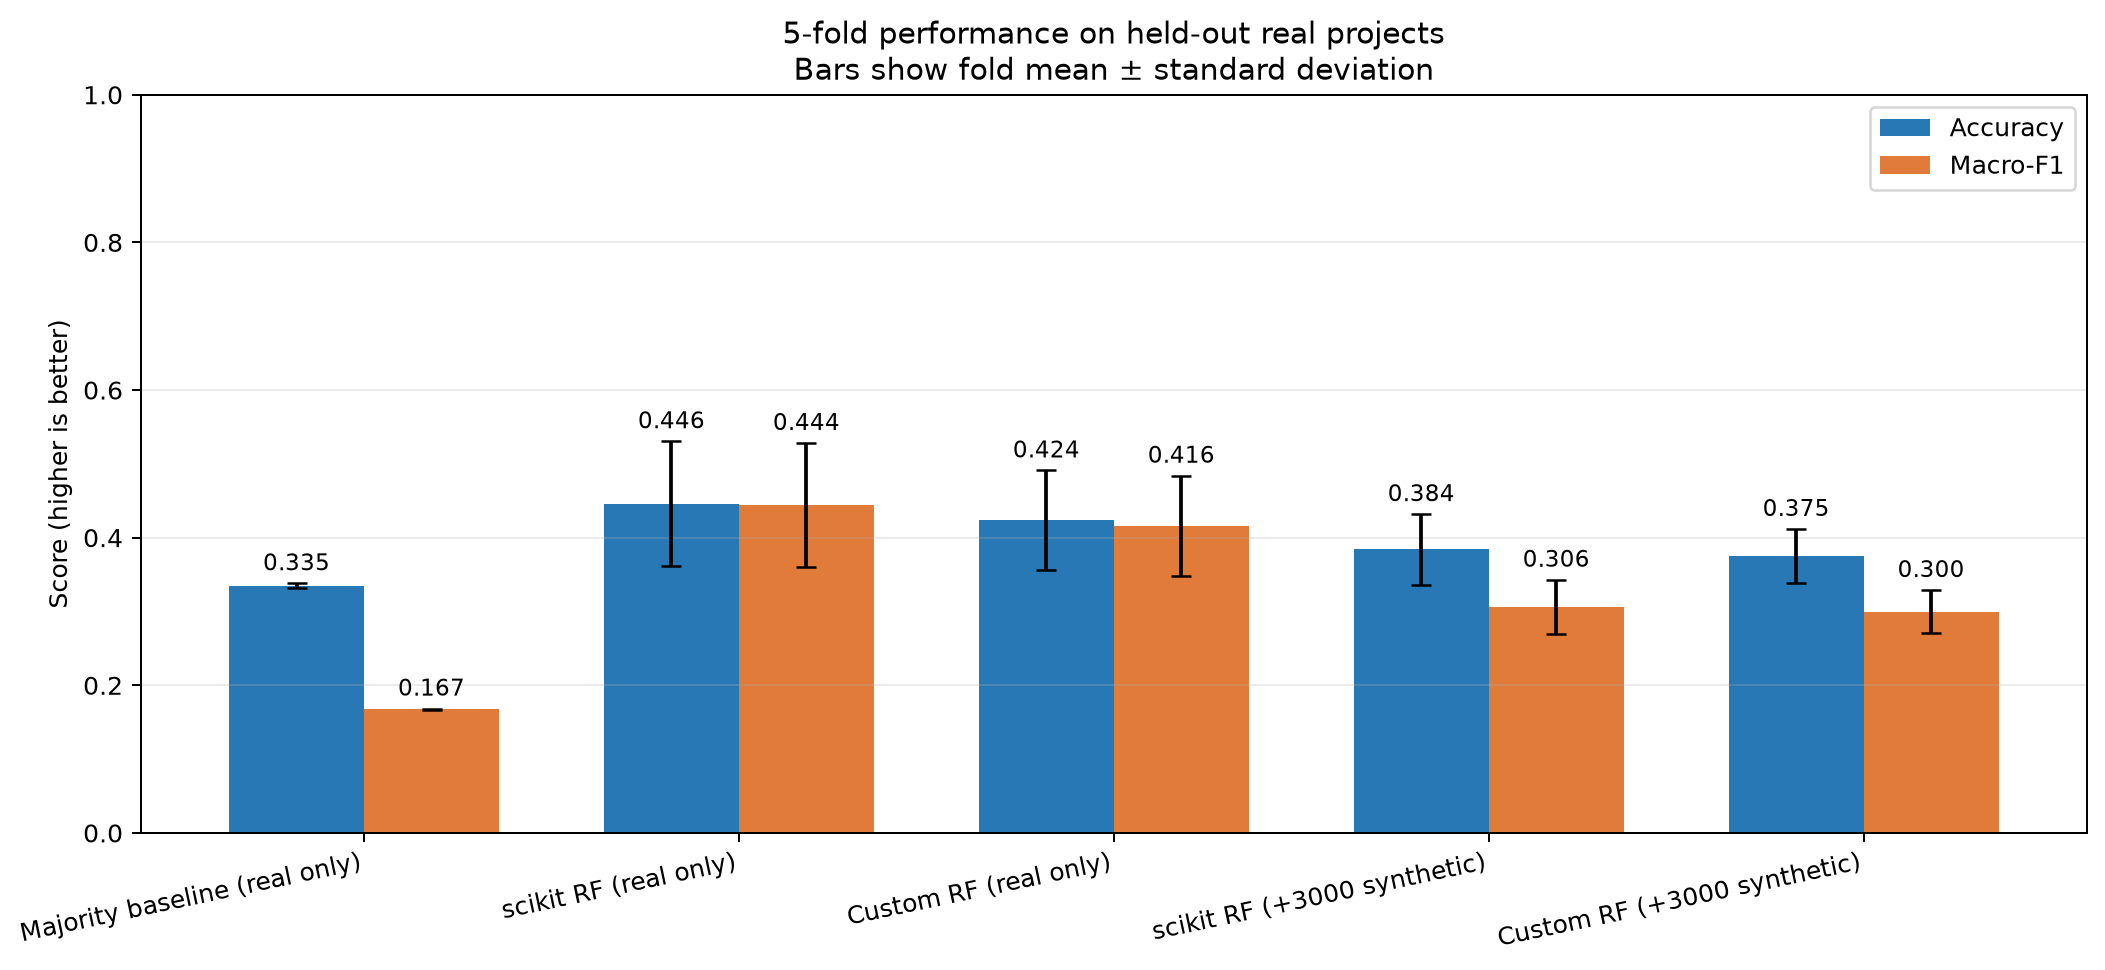 5-fold performance on held-out real projects
Bars show fold mean ± standard deviation
Score (higher is better)
1.0
0.8
0.6
0.4
0.2
0.0
Accuracy
Macro-F1
0.335
0.167
0.446
0.444
0.424
0.416
0.384
0.306
0.375
0.300
Majority baseline (real only)
scikit RF (real only)
Custom RF (real only)
scikit RF (+3000 synthetic)
Custom RF (+3000 synthetic)